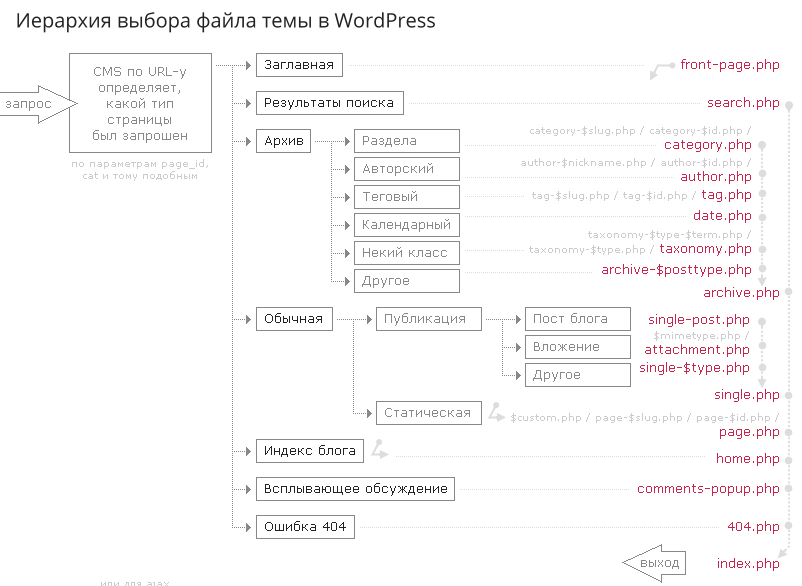 Иерархия выбора файла темы в WordPress
запрос
CMS по URL-у
определяет,
какой тип
страницы
был запрошен
по параметрам page_id,
cat и тому подобным
Заглавная
front-page.php
Результаты поиска
search.php
Архив
Раздела
category-$slug.php / category-$id.php /
category.php
Авторский
author-$nickname.php / author-$id.php /
author.php
Теговый
tag-$slug.php / tag-$id.php / tag.php
Календарный
date.php
Некий класс
taxonomy-$type-$term.php /
taxonomy-$type.php / taxonomy.php
Другое
archive-$posttype.php
archive.php
Обычная
Публикация
Пост блога
single-post.php
Вложение
$mimetype.php /
attachment.php
Другое
single-$type.php
single.php
Статическая
$custom.php / page-$slug.php / page-$id.php /
page.php
Индекс блога
home.php
Всплывающее обсуждение
comments-popup.php
Ошибка 404
404.php
выход
index.php
или для ajax